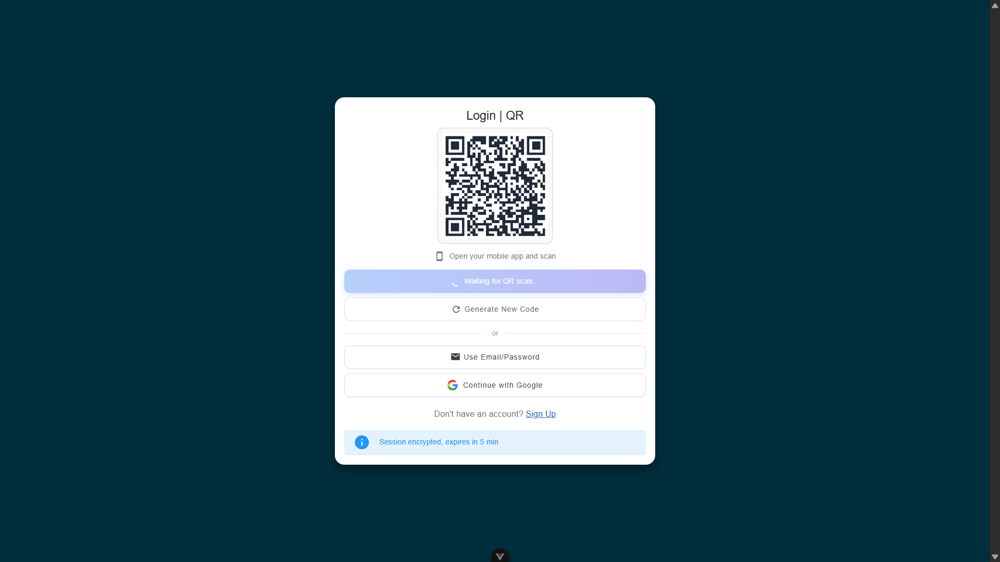 Login | QR
Open your mobile app and scan
Waiting for QR scan...
Generate New Code
or
Use Email/Password
Continue with Google
Don't have an account? Sign Up
Session encrypted, expires in 5 min